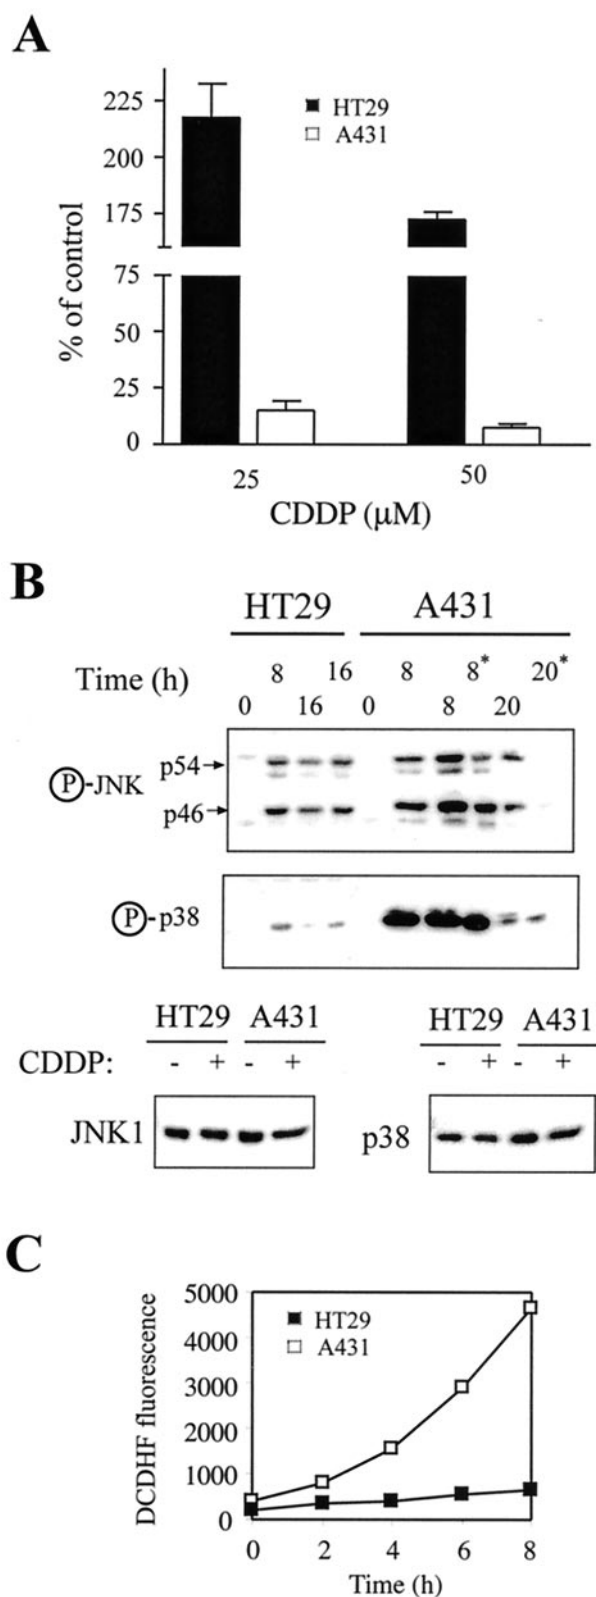 A
225
200
175
75
50
25
0
% of control
HT29
A431
25 50
CDDP (μM)
B
HT29 A431
Time (h) 8 16 8 8* 20*
0 16 0 8 20
p54
Ⓟ-JNK
p46
Ⓟ-p38
HT29 A431 HT29 A431
CDDP: - + - + - + - +
JNK1 p38
C
5000
4000
3000
2000
1000
0
DCDHF fluorescence
HT29
A431
0 2 4 6 8
Time (h)